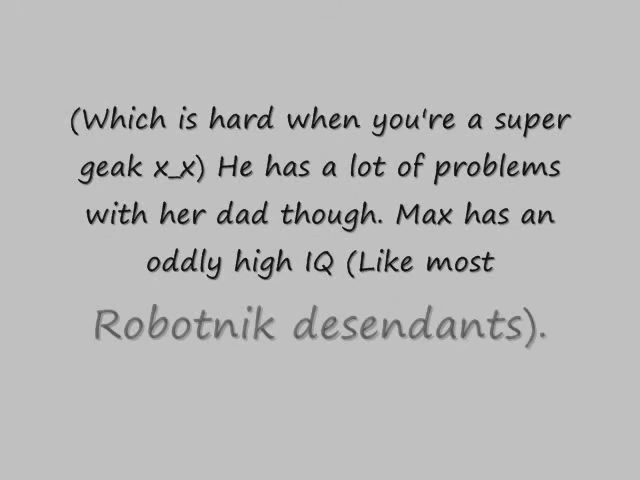 (Which is hard when you're a super
geak x_x) He has a lot of problems
with her dad though. Max has an
oddly high IQ (Like most
Robotnik desendants).